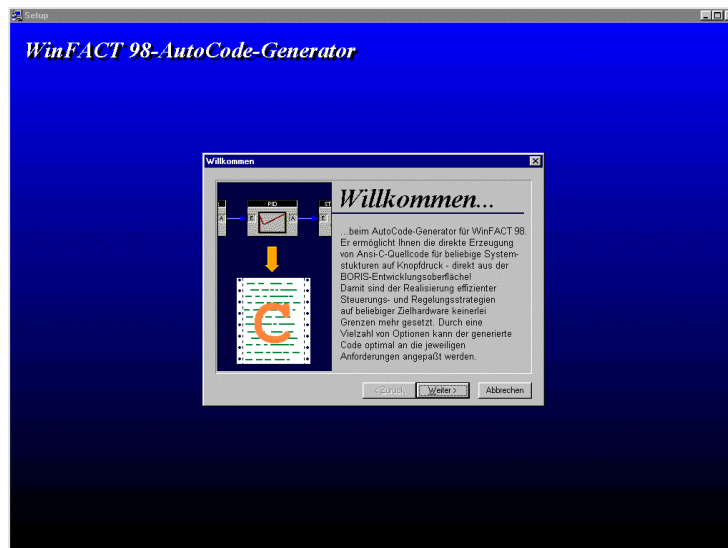 Setup
WinFACT 98-AutoCode-Generator
Willkommen
PID
ST
A
E
A
E
Willkommen...
...beim AutoCode-Generator für WinFACT 98.
Er ermöglicht Ihnen die direkte Erzeugung
von Ansi-C-Quellcode für beliebige System-
stukturen auf Knopfdruck - direkt aus der
BORIS-Entwicklungsoberfläche!
Damit sind der Realisierung effizienter
Steuerungs- und Regelungsstrategien
auf beliebiger Zielhardware keinerlei
Grenzen mehr gesetzt. Durch eine
Vielzahl von Optionen kann der generierte
Code optimal an die jeweiligen
Anforderungen angepaßt werden.
C
< Zurück
Weiter >
Abbrechen